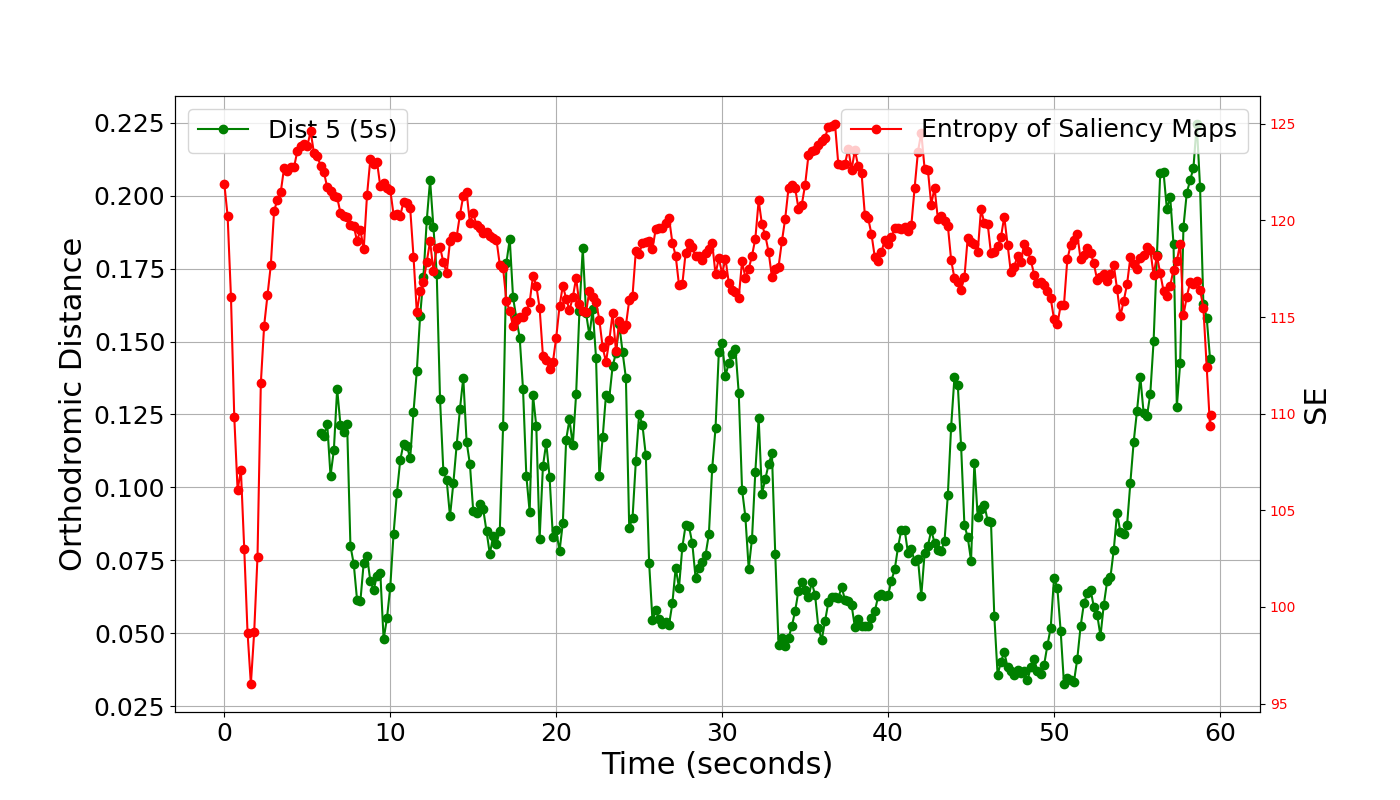 Dist 5 (5s)
Entropy of Saliency Maps
0.225
0.200
0.175
0.150
0.125
0.100
0.075
0.050
0.025
Orthodromic Distance
125
120
115
110
105
100
95
SE
0 10 20 30 40 50 60
Time (seconds)